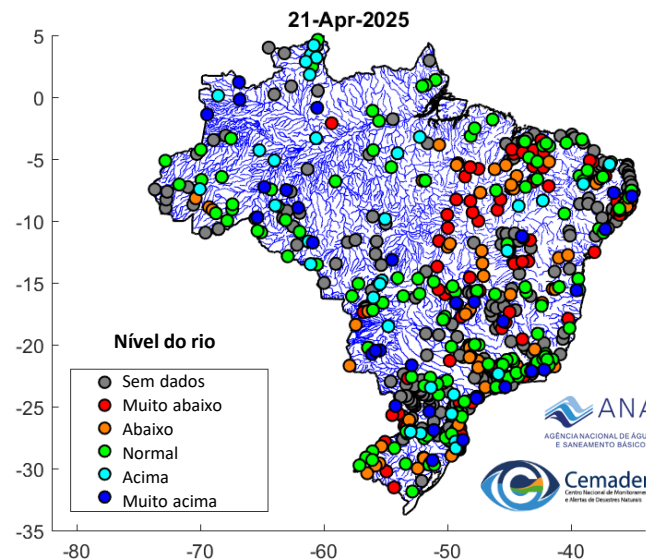 21-Apr-2025
5
0
-5
-10
-15
-20
-25
-30
-35
-80
-70
-60
-50
-40
Nível do rio
Sem dados
Muito abaixo
Abaixo
Normal
Acima
Muito acima
ANA
AGÊNCIA NACIONAL DE ÁGU
E SANEAMENTO BÁSICO
Cemaden
Centro Nacional de Monitorament
e Alertas de Desastres Naturais